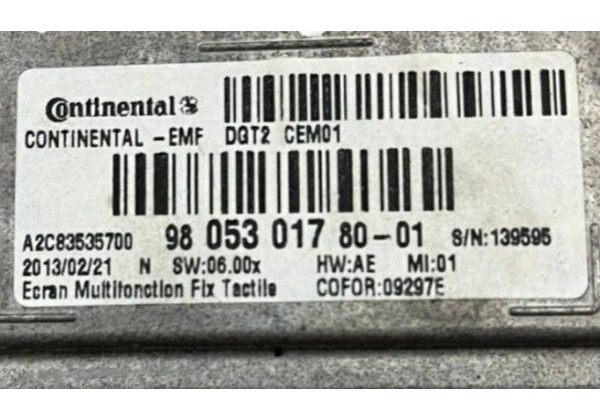 Continental
CONTINENTAL -EMF DGT2 CEM01
A2C83535700 98 053 017 80-01 S/N:139595
2013/02/21 N SW:06.00x HW:AE MI:01
Ecran Multifonction Fix Tactile COFOR:09297E